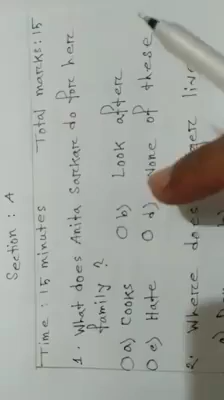 Section : A
Time : 15 minutes Total marks : 15
1. What does Anita Sarkar do for her
family ?
a) Cooks b) Look after
c) Hate d) None of these
2. Where does